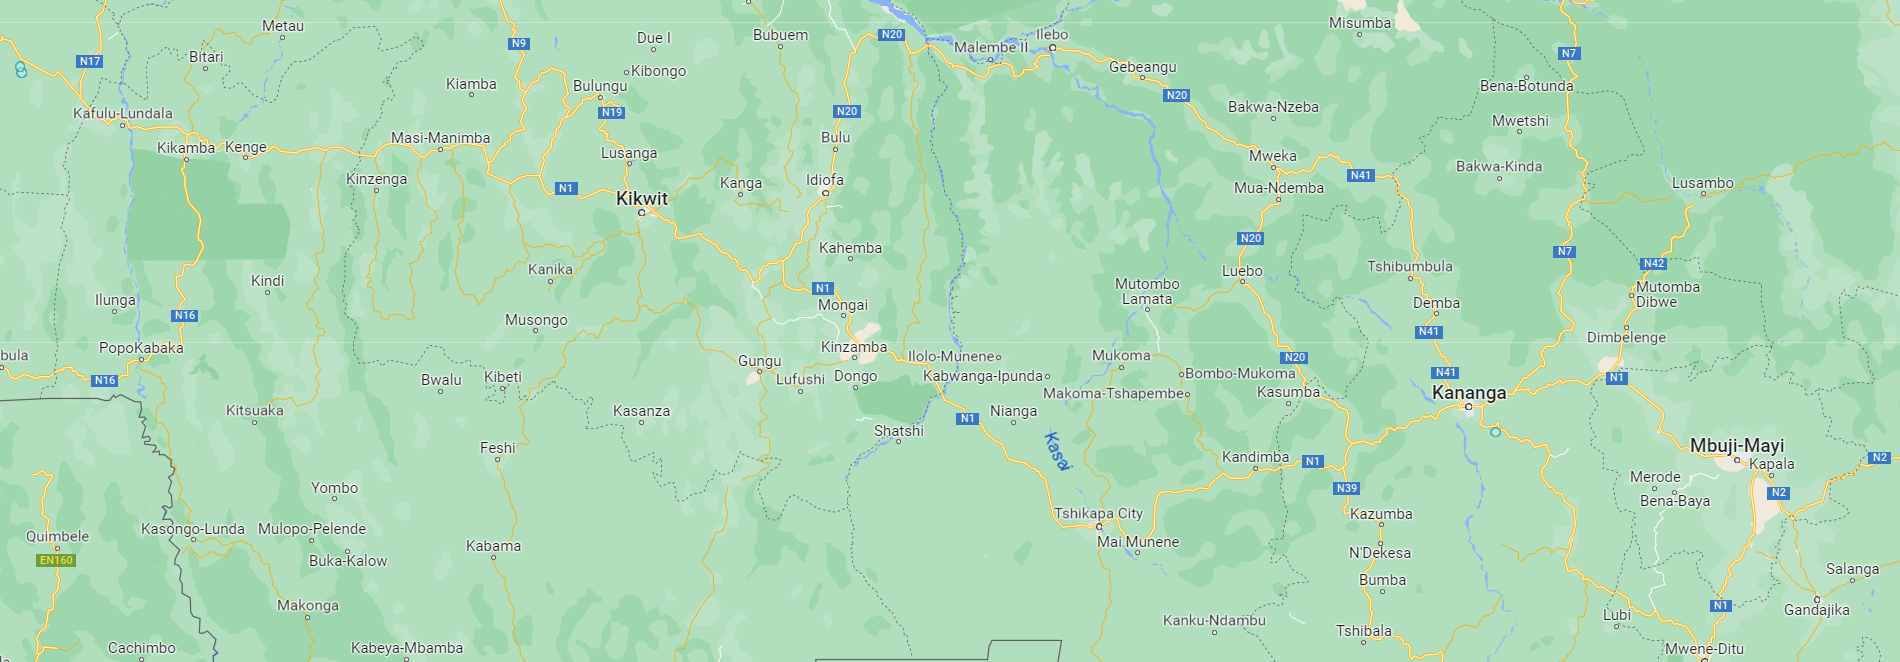 Metau
N17
Bitari
Kafulu-Lundala
Kikamba
Kenge
Kinzenga
Masi-Manimba
Kiamba
N9
Due I
Kibongo
Bulungu
N19
Lusanga
N1
Kikwit
Bubuem
N20
N20
Bulu
Kanga
Idiofa
Malembe II
Ilebo
Gebeangu
N20
Misumba
Bakwa-Nzeba
N7
Bena-Botunda
Mwetshi
Bakwa-Kinda
Mweka
Mua-Ndemba
N41
Lusambo
N20
N7
N42
Kahemba
Kanika
Kindi
Ilunga
N16
Musongo
N1
Mongai
Luebo
Mutombo
Lamata
Tshibumbula
Demba
N41
Mutomba
Dibwe
Dimbelenge
bula
PopoKabaka
N16
Kinzamba
Gungu
Lufushi
Dongo
Ilolo-Munene
Kabwanga-Ipunda
Mukoma
Bombo-Mukoma
Makoma-Tshapembe
N20
Kasumba
N41
Kananga
N1
Kitsuaka
Bwalu
Kibeti
Kasanza
N1
Nianga
Shatshi
Feshi
Kasai
Kandimba
N1
N39
Mbuji-Mayi
Kapala
N2
N2
Merode
Bena-Baya
Yombo
Kasongo-Lunda
Mulopo-Pelende
Buka-Kalow
Quimbele
EN160
Kabama
Tshikapa City
Mai Munene
Kazumba
N'Dekesa
Bumba
Salanga
Gandajika
N1
Lubi
Makonga
Kanku-Ndambu
Tshibala
Cachimbo
Kabeya-Mbamba
Mwene-Ditu